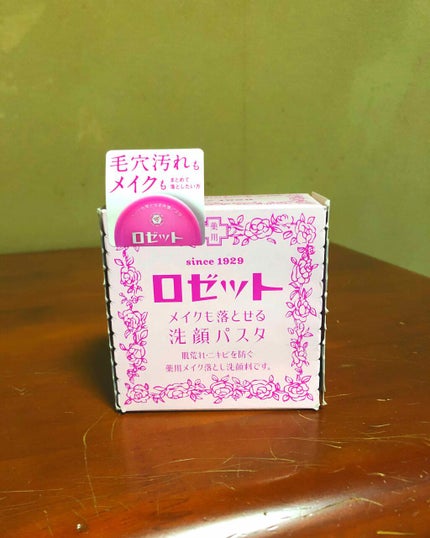 毛穴汚れも
メイクも まとめて
落としたい方
ロゼット
薬用
since 1929
ロゼット
メイクも落とせる
洗顔パスタ
肌荒れ・ニキビを防ぐ
薬用メイク落とし洗顔料です。